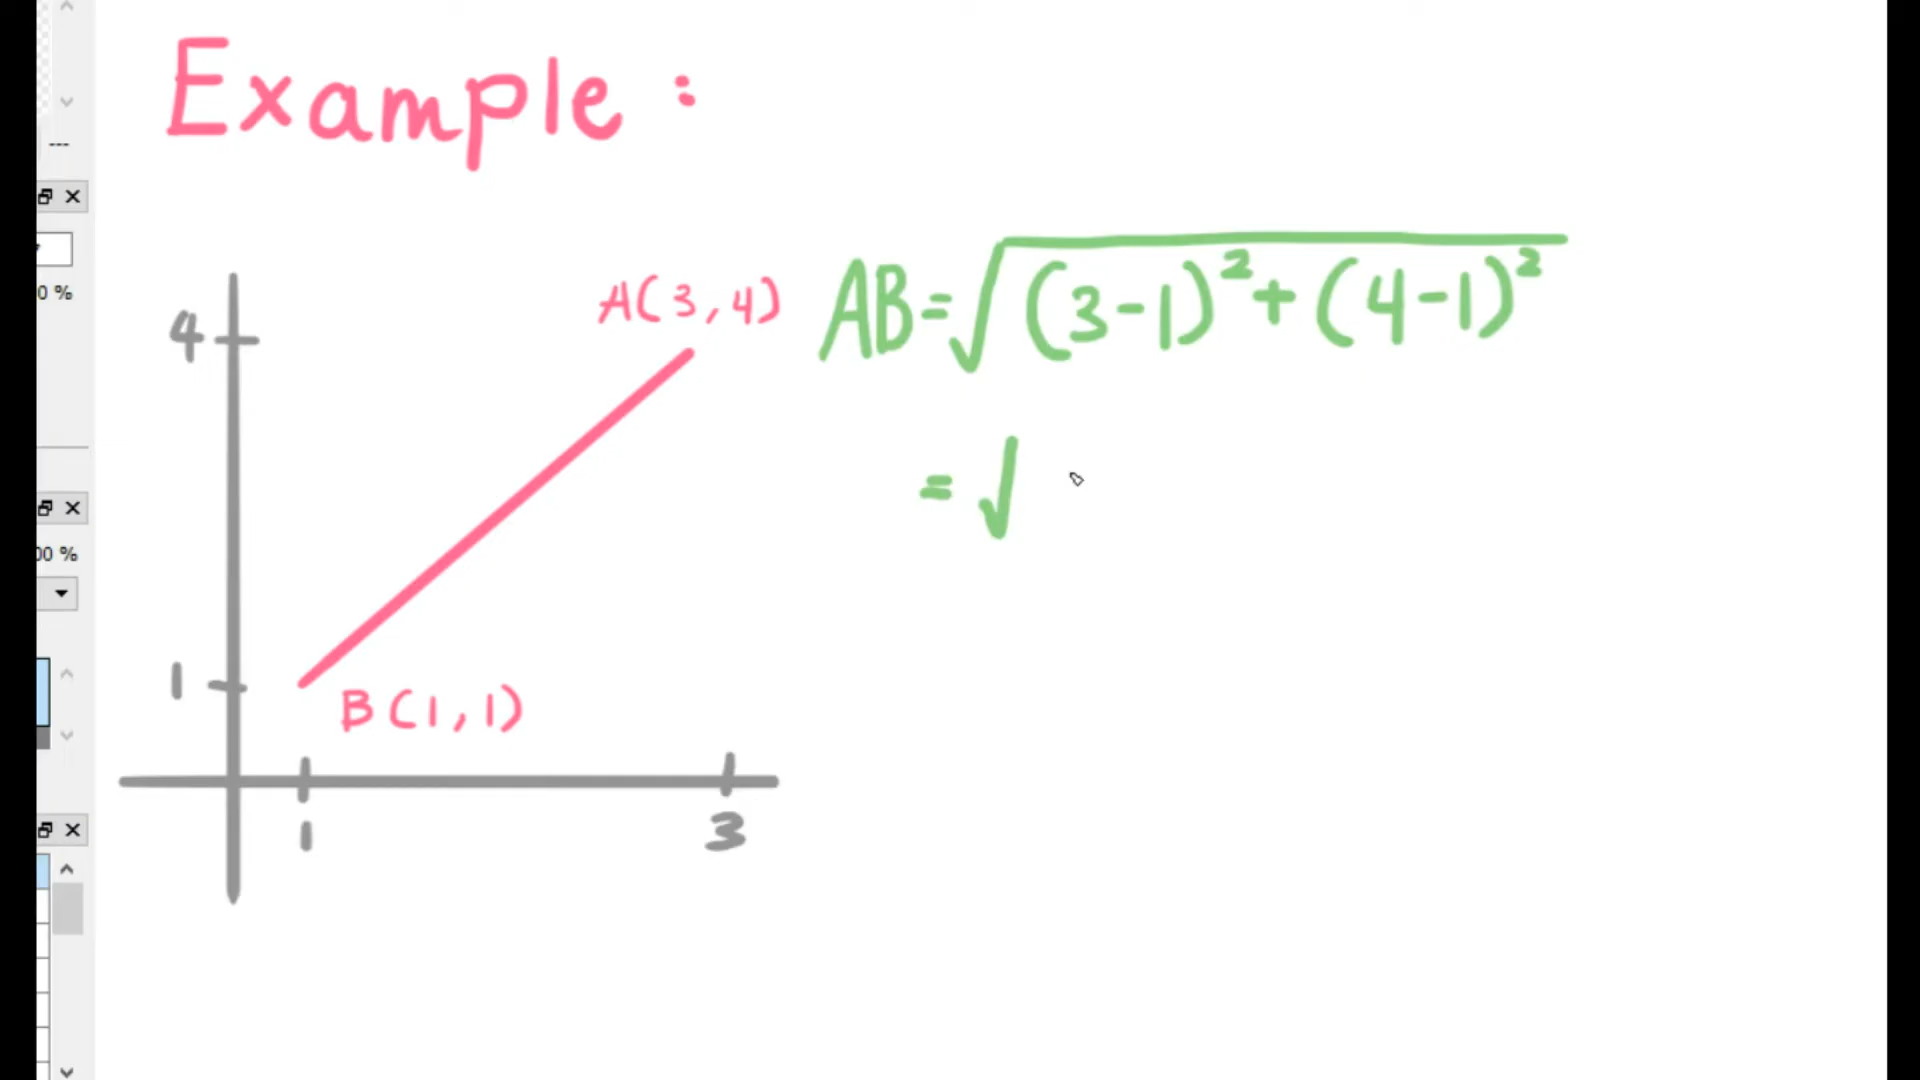 Example:
---
0 %
A(3,4)
AB=√(3-1)²+(4-1)²
4
=√
00 %
1
B(1,1)
1
3